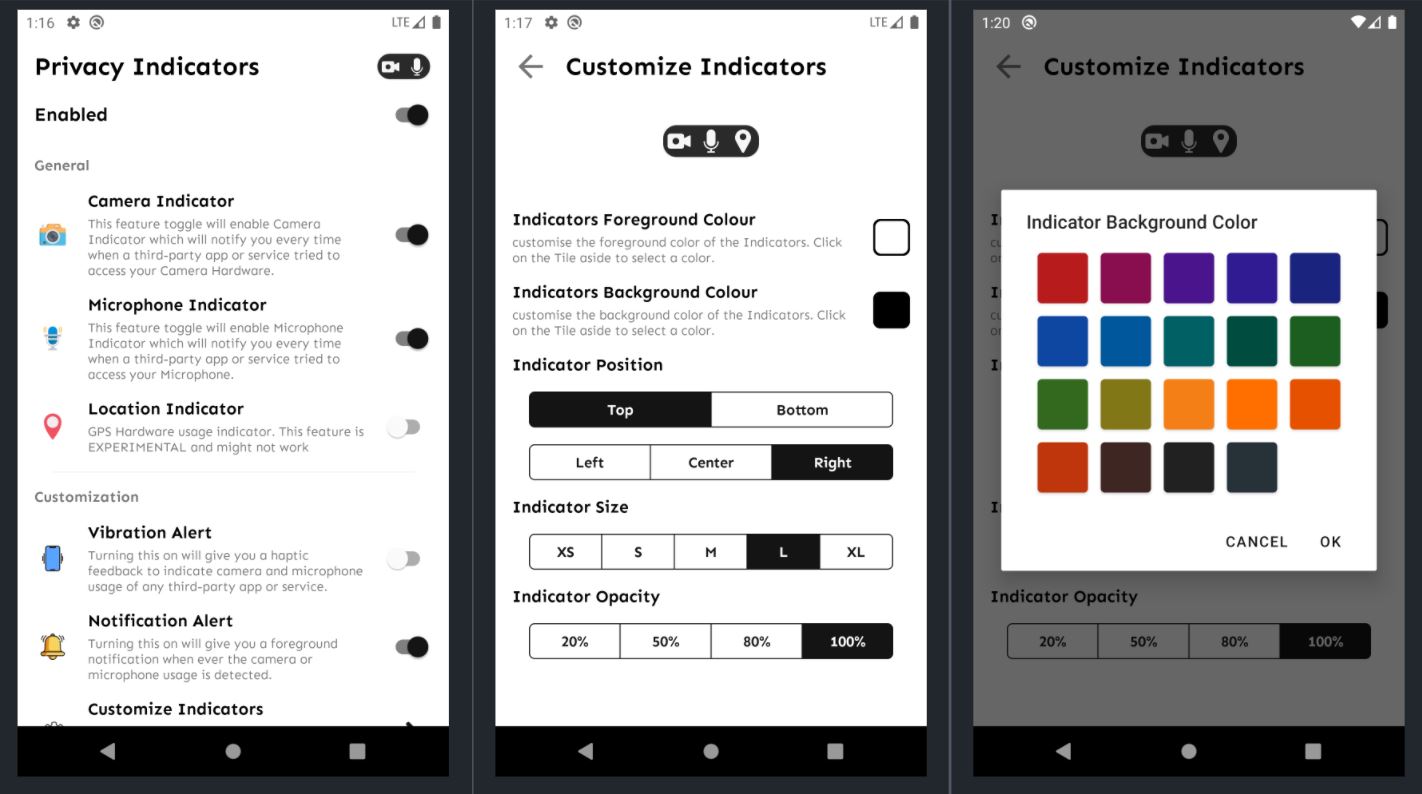 1:16
LTE
Privacy Indicators
Enabled
General
Camera Indicator
This feature toggle will enable Camera
Indicator which will notify you every time
when a third-party app or service tried to
access your Camera Hardware.
Microphone Indicator
This feature toggle will enable Microphone
Indicator which will notify you every time
when a third-party app or service tried to
access your Microphone.
Location Indicator
GPS Hardware usage indicator. This feature is
EXPERIMENTAL and might not work
Customization
Vibration Alert
Turning this on will give you a haptic
feedback to indicate camera and microphone
usage of any third-party app or service.
Notification Alert
Turning this on will give you a foreground
notification when ever the camera or
microphone usage is detected.
Customize Indicators
1:17
LTE
Customize Indicators
Indicators Foreground Colour
customise the foreground color of the Indicators. Click
on the Tile aside to select a color.
Indicators Background Colour
customise the background color of the Indicators. Click
on the Tile aside to select a color.
Indicator Position
Top Bottom
Left Center Right
Indicator Size
XS S M L XL
Indicator Opacity
20% 50% 80% 100%
1:20
Customize Indicators
Indicator Background Color
CANCEL OK
Indicator Opacity
20% 50% 80% 100%